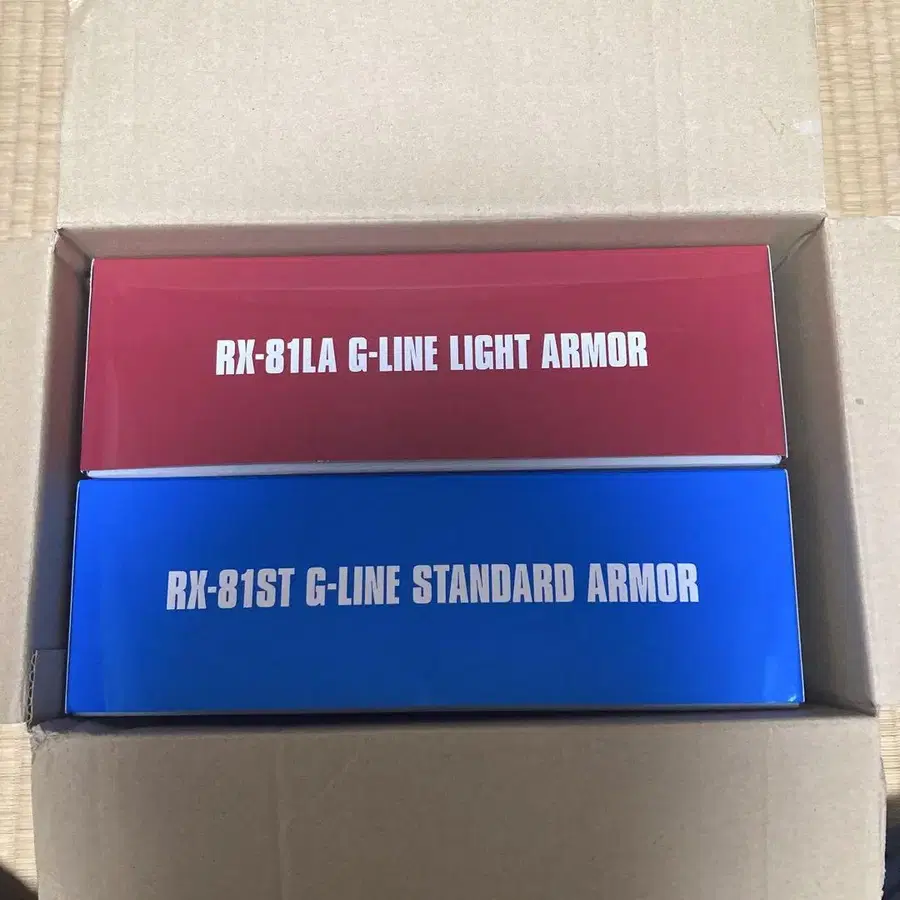 RX-81LA G-LINE LIGHT ARMOR
RX-81ST G-LINE STANDARD ARMOR